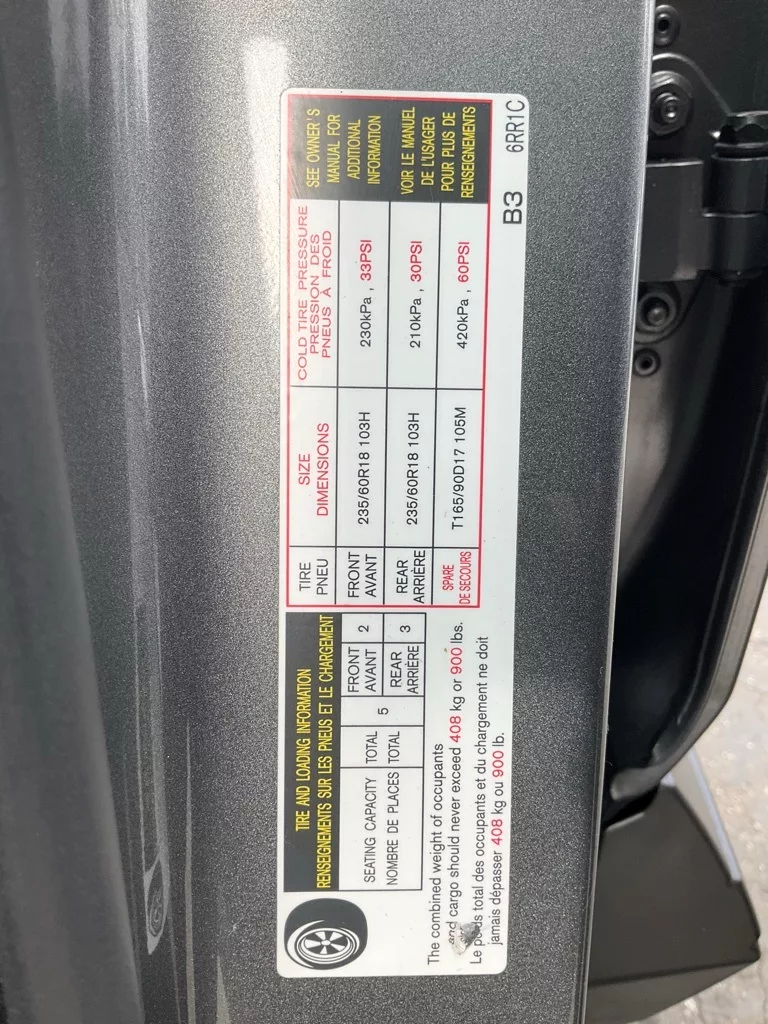 TIRE AND LOADING INFORMATION
RENSEIGNEMENTS SUR LES PNEUS ET LE CHARGEMENT
SEATING CAPACITY TOTAL 5 FRONT 2
NOMBRE DE PLACES TOTAL AVANT
REAR 3
ARRIÈRE
The combined weight of occupants
and cargo should never exceed 408 kg or 900 lbs.
Le poids total des occupants et du chargement ne doit
jamais dépasser 408 kg ou 900 lb.
TIRE SIZE COLD TIRE PRESSURE
PNEU DIMENSIONS PRESSION DES
PNEUS À FROID
FRONT 235/60R18 103H 230kPa , 33PSI
AVANT
REAR 235/60R18 103H 210kPa , 30PSI
ARRIÈRE
SPARE T165/90D17 105M 420kPa , 60PSI
DE SECOURS
SEE OWNER'S
MANUAL FOR
ADDITIONAL
INFORMATION
VOIR LE MANUEL
DE L'USAGER
POUR PLUS DE
RENSEIGNEMENTS
B3 6RR1C